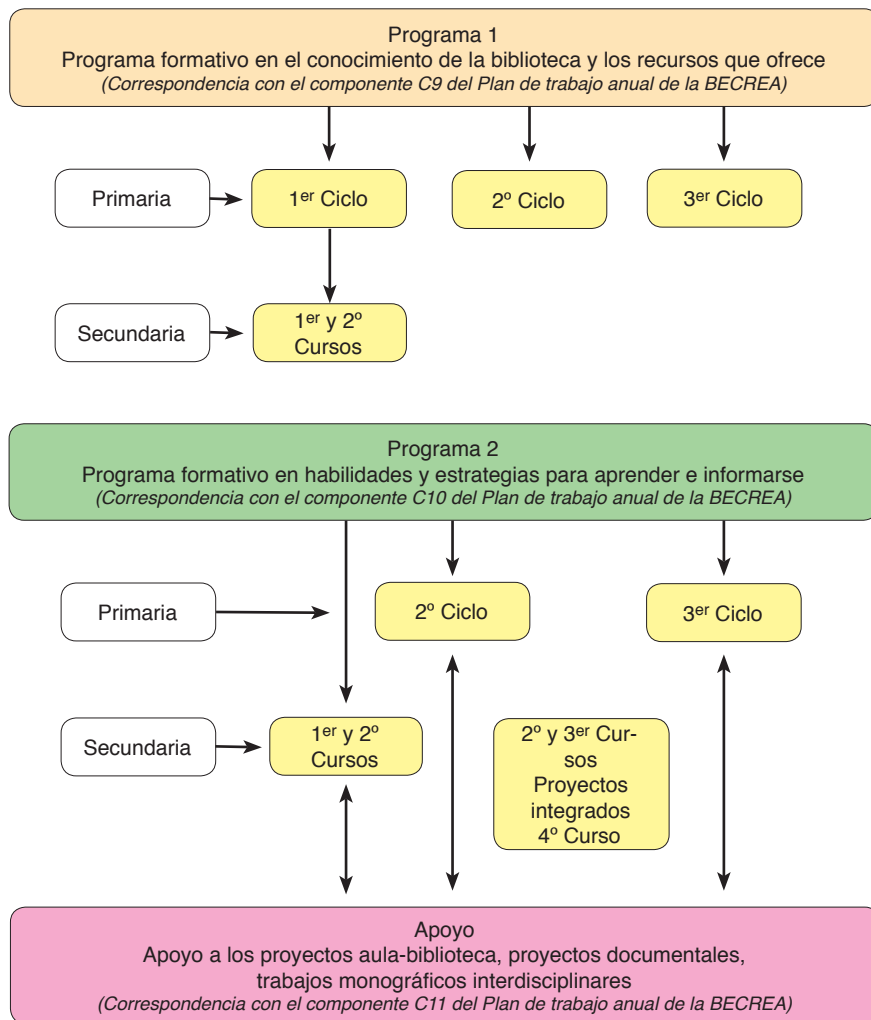 Programa 1
Programa formativo en el conocimiento de la biblioteca y los recursos que ofrece
(Correspondencia con el componente C9 del Plan de trabajo anual de la BECREA)
Primaria
1er Ciclo
2º Ciclo
3er Ciclo
Secundaria
1er y 2º
Cursos
Programa 2
Programa formativo en habilidades y estrategias para aprender e informarse
(Correspondencia con el componente C10 del Plan de trabajo anual de la BECREA)
Primaria
2º Ciclo
3er Ciclo
Secundaria
1er y 2º
Cursos
2º y 3er Cur-
sos
Proyectos
integrados
4º Curso
Apoyo
Apoyo a los proyectos aula-biblioteca, proyectos documentales,
trabajos monográficos interdisciplinares
(Correspondencia con el componente C11 del Plan de trabajo anual de la BECREA)